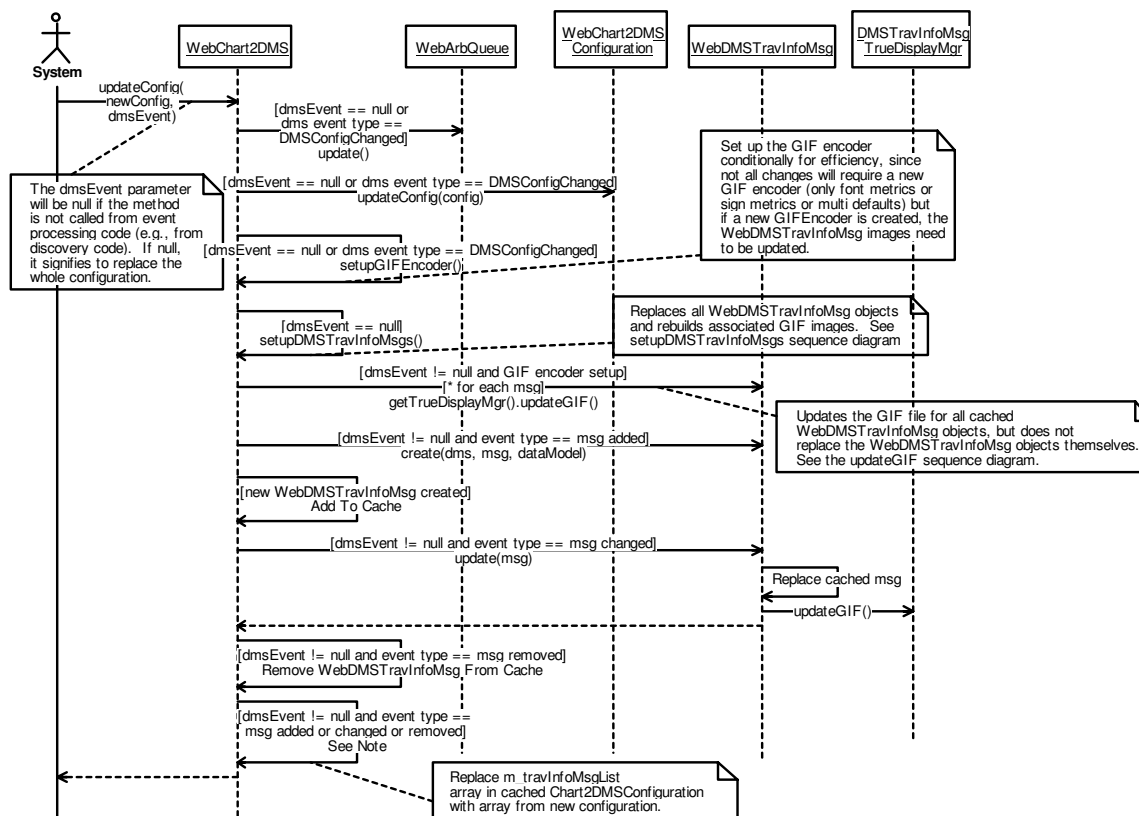 System
WebChart2DMS
WebArbQueue
WebChart2DMS
Configuration
WebDMSTravInfoMsg
DMSTravInfoMsg
TrueDisplayMgr
updateConfig(
newConfig,
dmsEvent)
[dmsEvent == null or
dms event type ==
DMSConfigChanged]
update()
Set up the GIF encoder
conditionally for efficiency, since
not all changes will require a new
GIF encoder (only font metrics or
sign metrics or multi defaults) but
if a new GIFEncoder is created, the
WebDMSTravInfoMsg images need
to be updated.
The dmsEvent parameter
will be null if the method
is not called from event
processing code (e.g., from
discovery code). If null,
it signifies to replace the
whole configuration.
[dmsEvent == null or dms event type == DMSConfigChanged]
updateConfig(config)
[dmsEvent == null or dms event type == DMSConfigChanged]
setupGIFEncoder()
Replaces all WebDMSTravInfoMsg objects
and rebuilds associated GIF images. See
setupDMSTravInfoMsgs sequence diagram
[dmsEvent == null]
setupDMSTravInfoMsgs()
[dmsEvent != null and GIF encoder setup]
[* for each msg]
getTrueDisplayMgr().updateGIF()
Updates the GIF file for all cached
WebDMSTravInfoMsg objects, but does not
replace the WebDMSTravInfoMsg objects themselves.
See the updateGIF sequence diagram.
[dmsEvent != null and event type == msg added]
create(dms, msg, dataModel)
[new WebDMSTravInfoMsg created]
Add To Cache
[dmsEvent != null and event type == msg changed]
update(msg)
Replace cached msg
updateGIF()
[dmsEvent != null and event type == msg removed]
Remove WebDMSTravInfoMsg From Cache
[dmsEvent != null and event type ==
msg added or changed or removed]
See Note
Replace m_travInfoMsgList
array in cached Chart2DMSConfiguration
with array from new configuration.